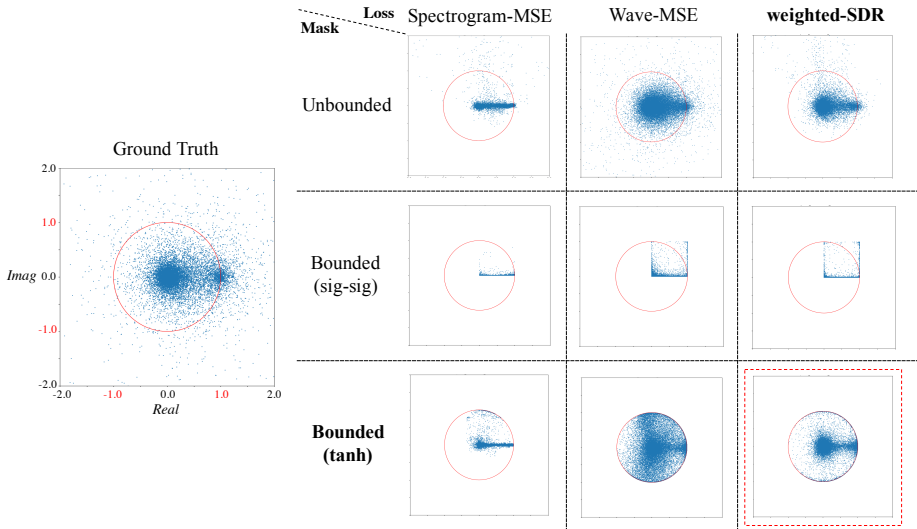 Loss
Mask
Spectrogram-MSE
Wave-MSE
weighted-SDR
Unbounded
Ground Truth
2.0
1.0
Imag 0.0
-1.0
-2.0
-2.0 -1.0 0.0 1.0 2.0
Real
Bounded
(sig-sig)
Bounded
(tanh)